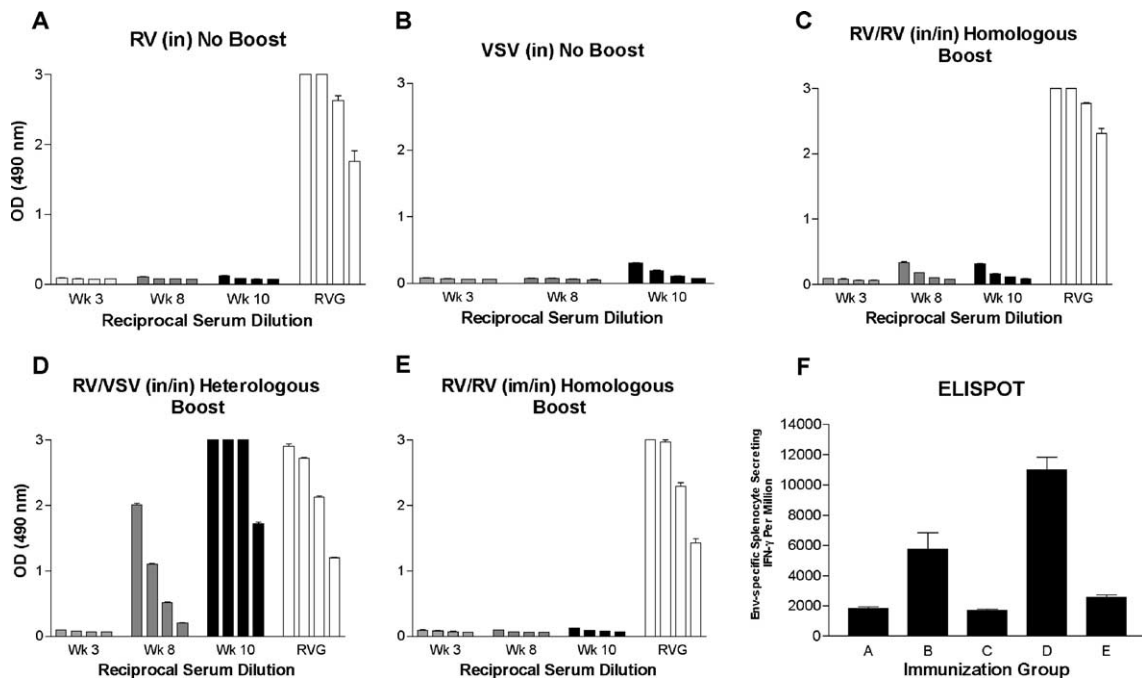 A
RV (in) No Boost
3
2
1
0
OD (490 nm)
Wk 3 Wk 8 Wk 10 RVG
Reciprocal Serum Dilution
B
VSV (in) No Boost
3
2
1
0
Wk 3 Wk 8 Wk 10
Reciprocal Serum Dilution
C
RV/RV (in/in) Homologous
Boost
3
2
1
0
Wk 3 Wk 8 Wk 10 RVG
Reciprocal Serum Dilution
D
RV/VSV (in/in) Heterologous
Boost
3
2
1
0
OD (490 nm)
Wk 3 Wk 8 Wk 10 RVG
Reciprocal Serum Dilution
E
RV/RV (im/in) Homologous
Boost
3
2
1
0
Wk 3 Wk 8 Wk 10 RVG
Reciprocal Serum Dilution
F
ELISPOT
14000
12000
10000
8000
6000
4000
2000
0
Env-specific Splenocyte Secreting
IFN-γ Per Million
A B C D E
Immunization Group